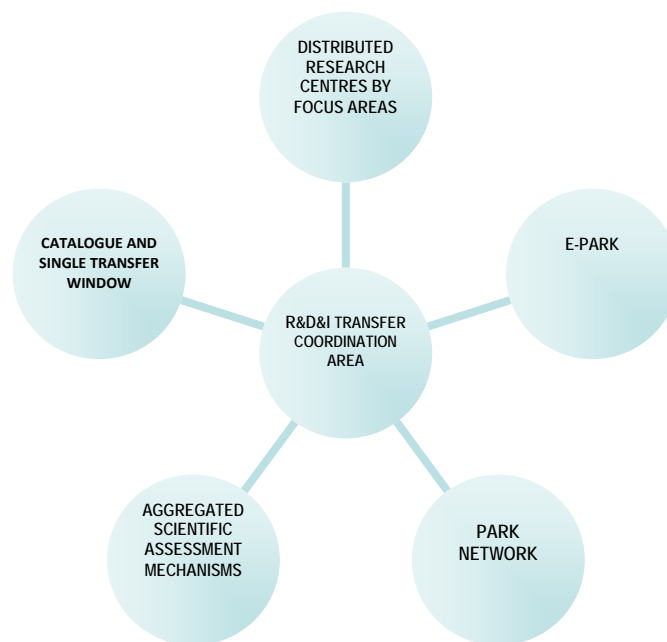 DISTRIBUTED
RESEARCH
CENTRES BY
FOCUS AREAS
CATALOGUE AND
SINGLE TRANSFER
WINDOW
E-PARK
R&D&I TRANSFER
COORDINATION
AREA
AGGREGATED
SCIENTIFIC
ASSESSMENT
MECHANISMS
PARK
NETWORK